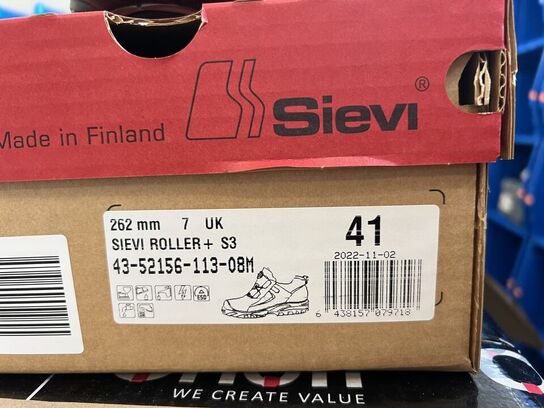 Sievi®
Made in Finland
262 mm 7 UK
SIEVI ROLLER+ S3
43-52156-113-08M
41
2022-11-02
ESD
6 438157 079718
WE CREATE VALUE